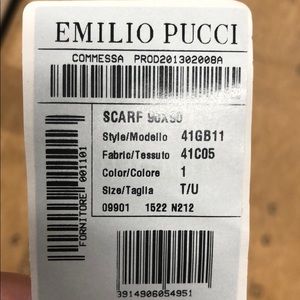 EMILIO PUCCI
COMMESSA PROD201302008A
SCARF 90X90
Style/Modello 41GB11
Fabric/Tessuto 41C05
Color/Colore 1
Size/Taglia T/U
09901 1622 N212
FORNITORE 001101
3914906054951